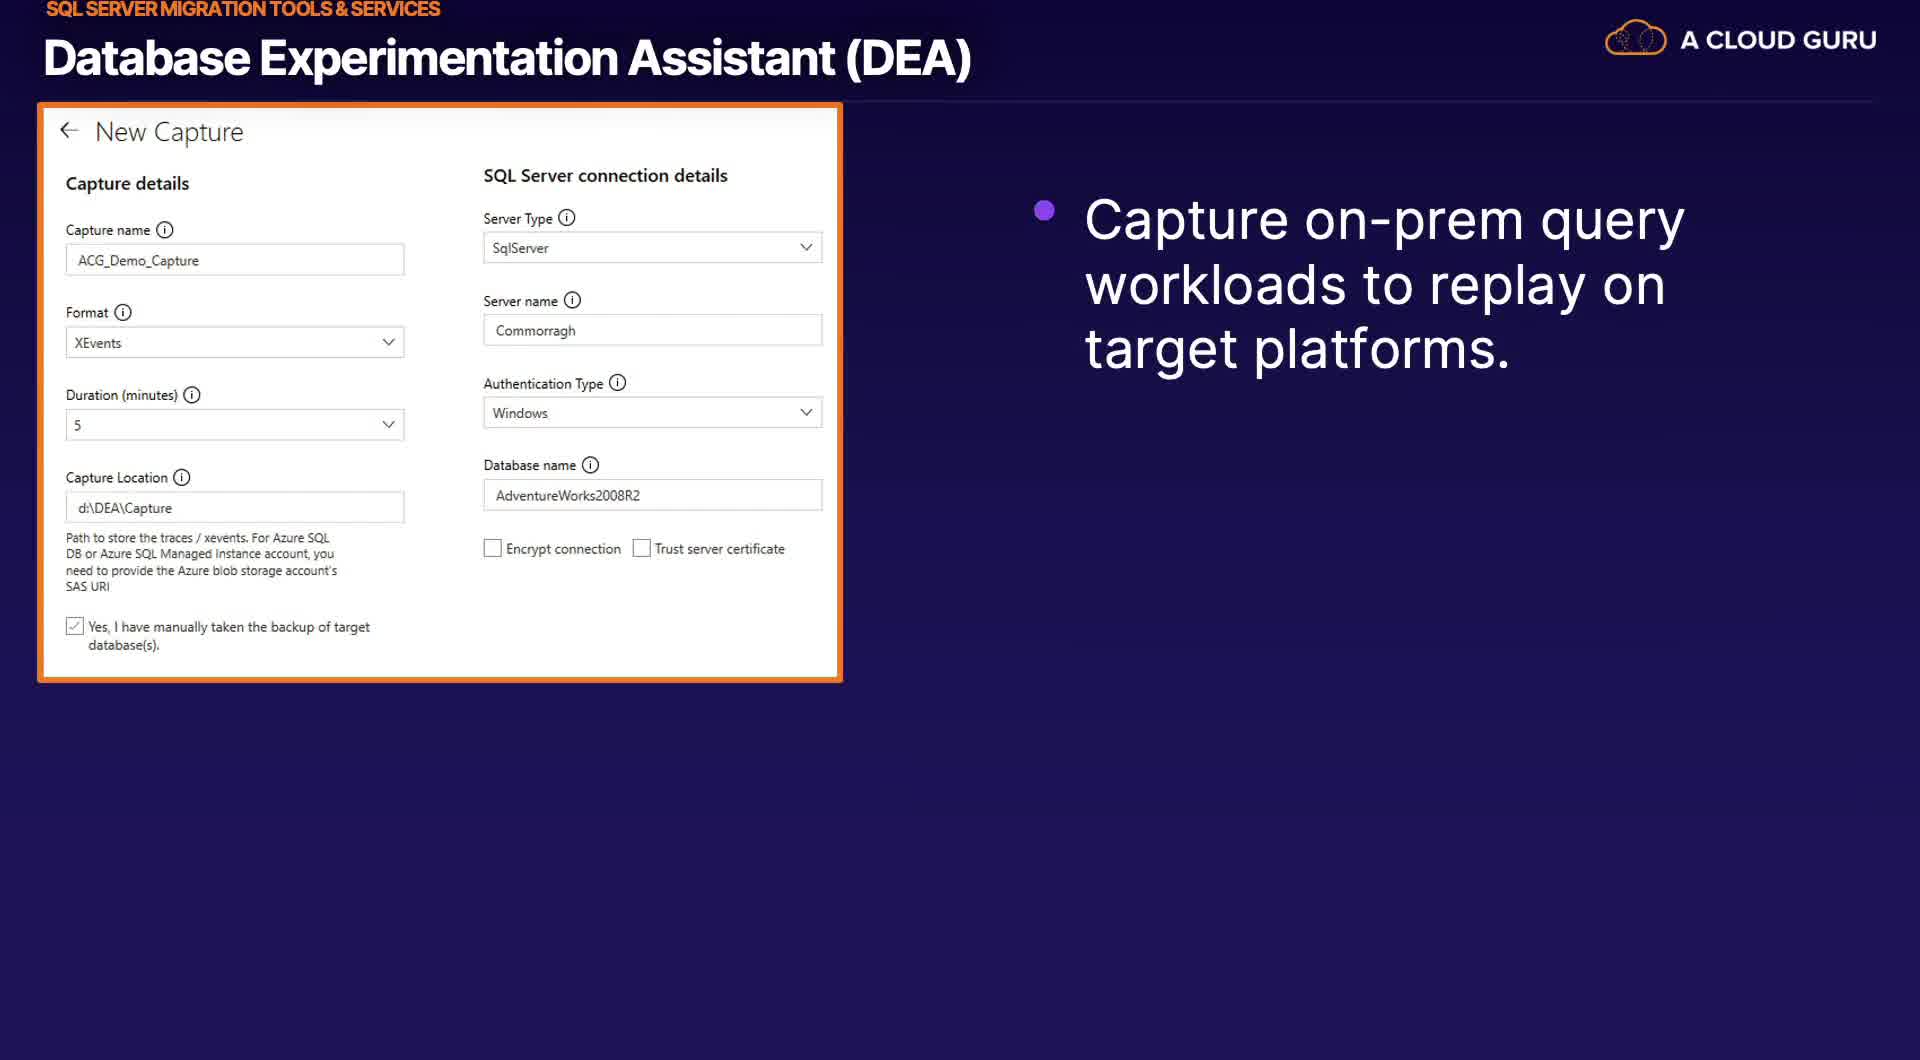 SQL SERVER MIGRATION TOOLS & SERVICES
Database Experimentation Assistant (DEA)
A CLOUD GURU
New Capture
Capture details
Capture name
ACG_Demo_Capture
Format
XEvents
Duration (minutes)
5
Capture Location
d:\DEA\Capture
Path to store the traces / xevents. For Azure SQL
DB or Azure SQL Managed Instance account, you
need to provide the Azure blob storage account's
SAS URI
Yes, I have manually taken the backup of target
database(s).
SQL Server connection details
Server Type
SqlServer
Server name
Commorragh
Authentication Type
Windows
Database name
AdventureWorks2008R2
Encrypt connection Trust server certificate
Capture on-prem query
workloads to replay on
target platforms.